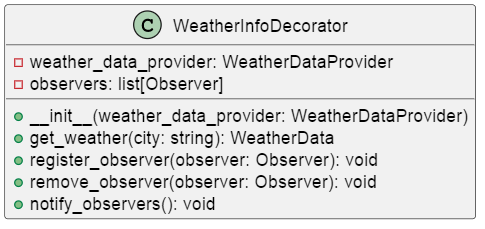 C WeatherInfoDecorator
weather_data_provider: WeatherDataProvider
observers: list[Observer]
__init__(weather_data_provider: WeatherDataProvider)
get_weather(city: string): WeatherData
register_observer(observer: Observer): void
remove_observer(observer: Observer): void
notify_observers(): void